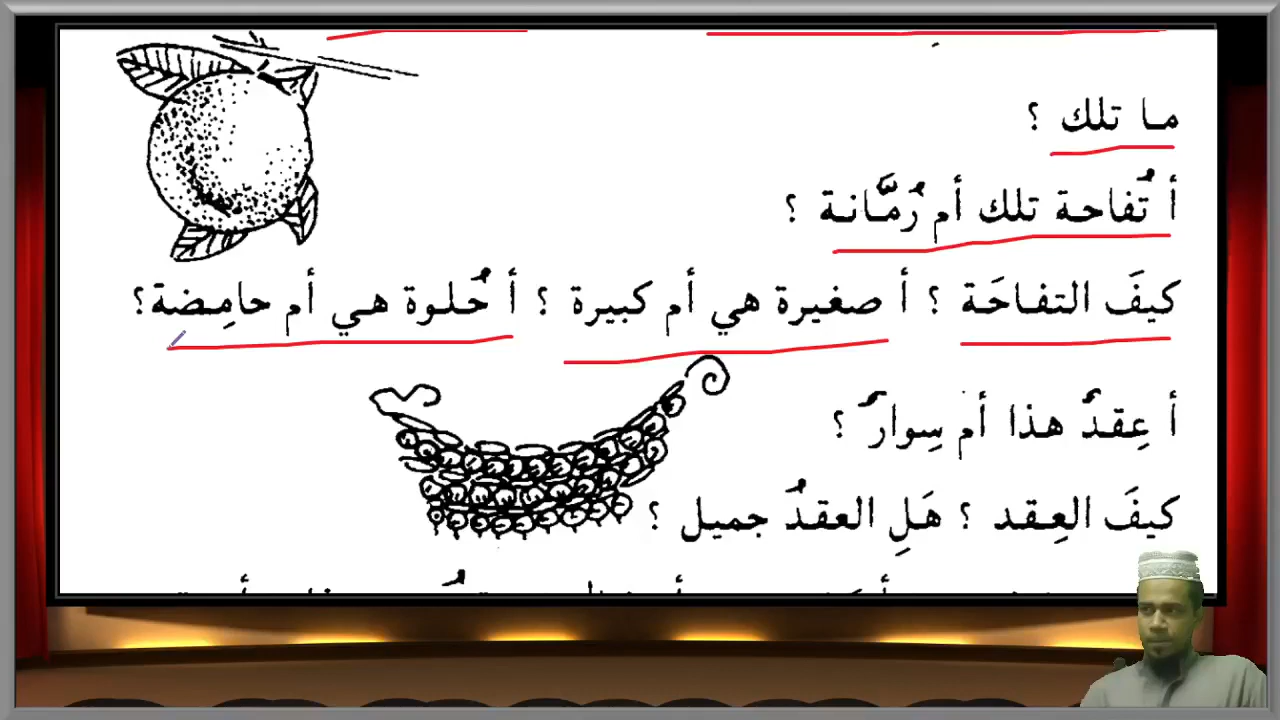 ما تلك ؟
أ تُفاحة تلك أم رُمَّانة ؟
كيفَ التفاحَة ؟ أ صغيرة هي أم كبيرة ؟ أ حُلوة هي أم حامِضة؟
أ عِقدٌ هذا أم سِوارٌ ؟
كيفَ العِقد ؟ هَلِ العقدُ جميل ؟